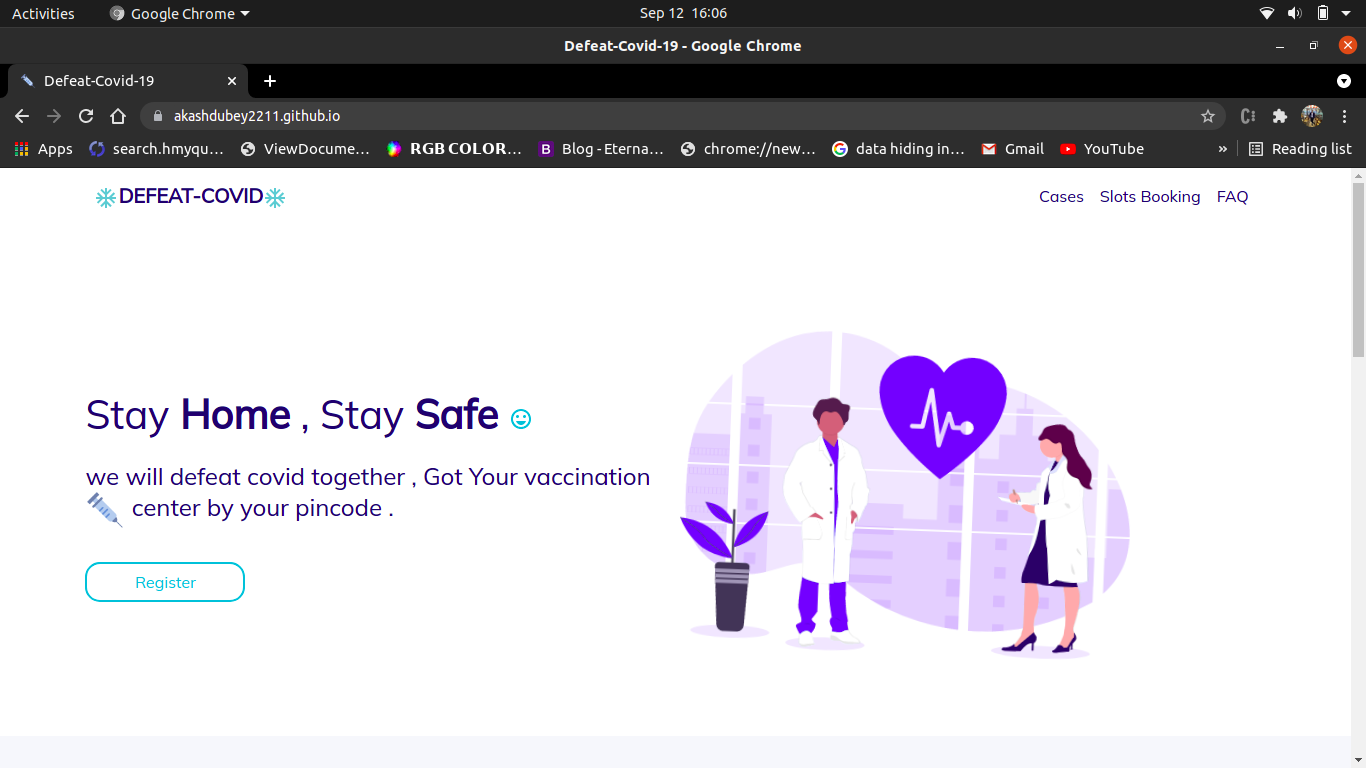 Activities Google Chrome Sep 12 16:06
Defeat-Covid-19 - Google Chrome
Defeat-Covid-19
akashdubey2211.github.io
Apps search.hmyqu... ViewDocume... RGB COLOR... B Blog - Eterna... chrome://new... data hiding in... Gmail YouTube » Reading list
DEFEAT-COVID Cases Slots Booking FAQ
Stay Home , Stay Safe
we will defeat covid together , Got Your vaccination
center by your pincode .
Register